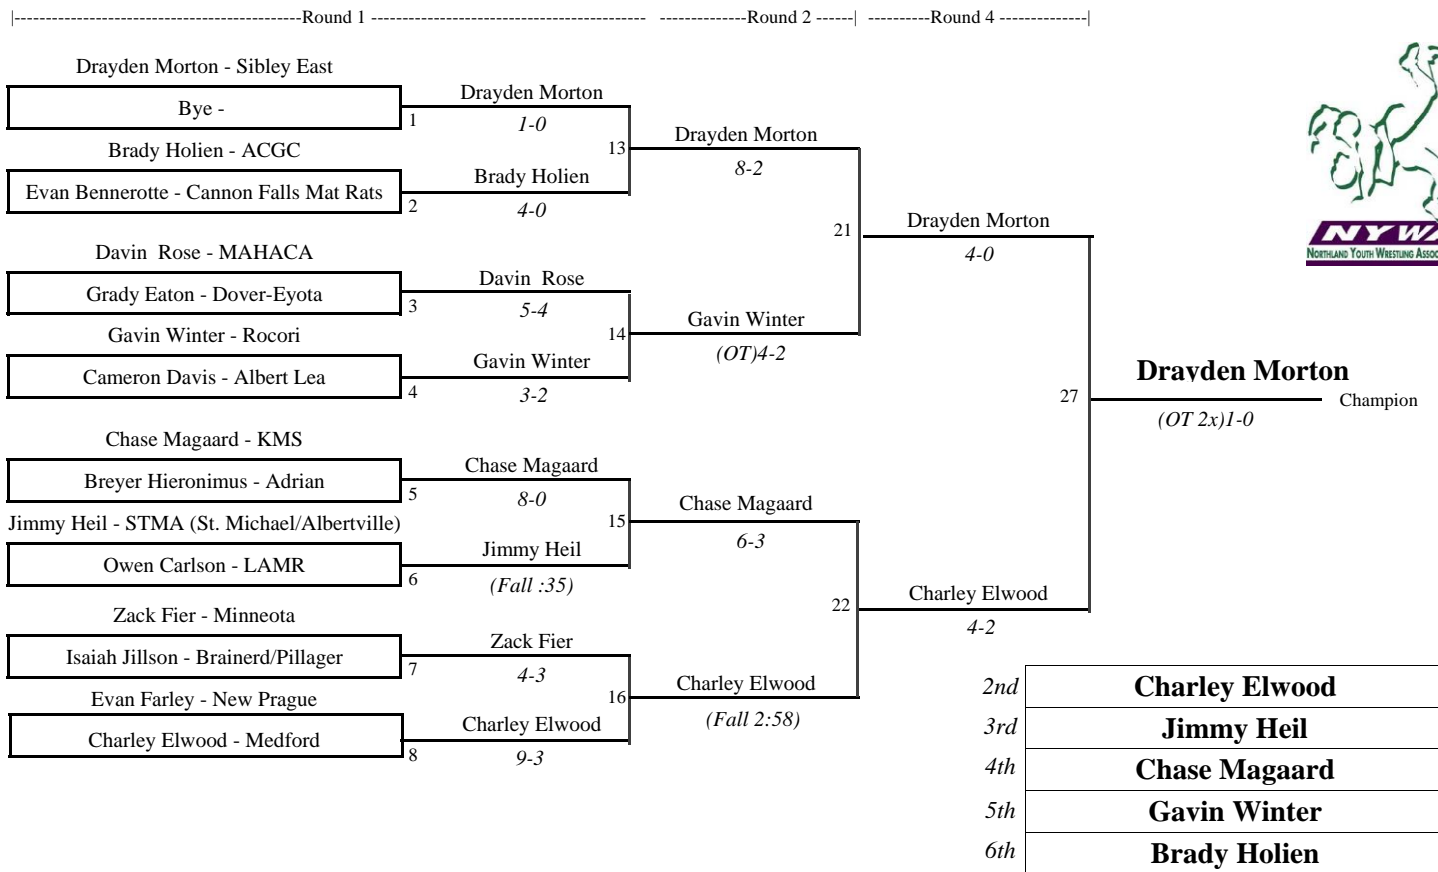 |-----------------------------------------------Round 1 --------------------------------------------- --------------Round 2 ------| ----------Round 4 --------------|
Drayden Morton - Sibley East
Bye -
1
Drayden Morton
1-0
Brady Holien - ACGC
Evan Bennerotte - Cannon Falls Mat Rats
2
Brady Holien
4-0
13
Drayden Morton
8-2
Davin  Rose - MAHACA
Grady Eaton - Dover-Eyota
3
Davin  Rose
5-4
Gavin Winter - Rocori
Cameron Davis - Albert Lea
4
Gavin Winter
3-2
14
Gavin Winter
(OT)4-2
21
Drayden Morton
4-0
Chase Magaard - KMS
Breyer Hieronimus - Adrian
5
Chase Magaard
8-0
Jimmy Heil - STMA (St. Michael/Albertville)
Owen Carlson - LAMR
6
Jimmy Heil
(Fall :35)
15
Chase Magaard
6-3
Zack Fier - Minneota
Isaiah Jillson - Brainerd/Pillager
7
Zack Fier
4-3
Evan Farley - New Prague
Charley Elwood - Medford
8
Charley Elwood
9-3
16
Charley Elwood
(Fall 2:58)
22
Charley Elwood
4-2
27
Drayden Morton
Champion
(OT 2x)1-0
NYWA
NORTHLAND YOUTH WRESTLING ASSOC
2nd Charley Elwood
3rd Jimmy Heil
4th Chase Magaard
5th Gavin Winter
6th Brady Holien